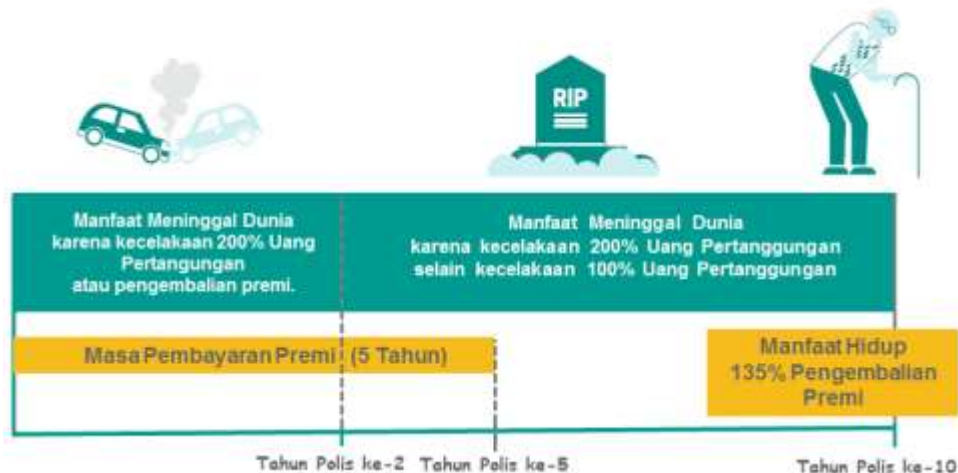 RIP
Manfaat Meninggal Dunia
karena kecelakaan 200% Uang
Pertangungan
atau pengembalian premi.
Manfaat Meninggal Dunia
karena kecelakaan 200% Uang Pertanggungan
selain kecelakaan 100% Uang Pertanggungan
Masa Pembayaran Premi (5 Tahun)
Manfaat Hidup
135% Pengembalian
Premi
Tahun Polis ke-2
Tahun Polis ke-5
Tahun Polis ke-10